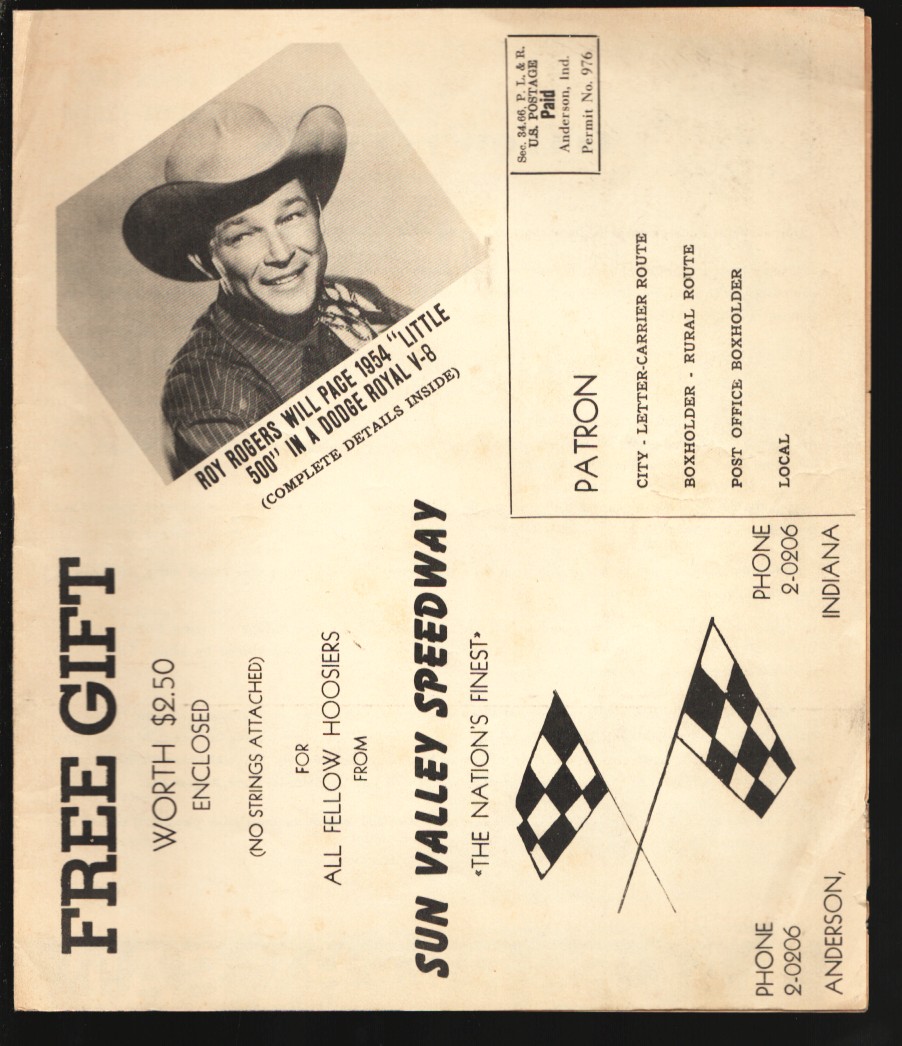 FREE GIFT
WORTH $2.50
ENCLOSED
(NO STRINGS ATTACHED)
FOR
ALL FELLOW HOOSIERS
FROM
SUN VALLEY SPEEDWAY
«THE NATION'S FINEST»
PHONE
2-0206
PHONE
2-0206
ANDERSON,
INDIANA
ROY ROGERS WILL PACE 1954 "LITTLE
500" IN A DODGE ROYAL V-8
(COMPLETE DETAILS INSIDE)
Sec. 34.66, P. L. & R.
U.S. POSTAGE
Paid
Anderson, Ind.
Permit No. 976
PATRON
CITY - LETTER-CARRIER ROUTE
BOXHOLDER - RURAL ROUTE
POST OFFICE BOXHOLDER
LOCAL